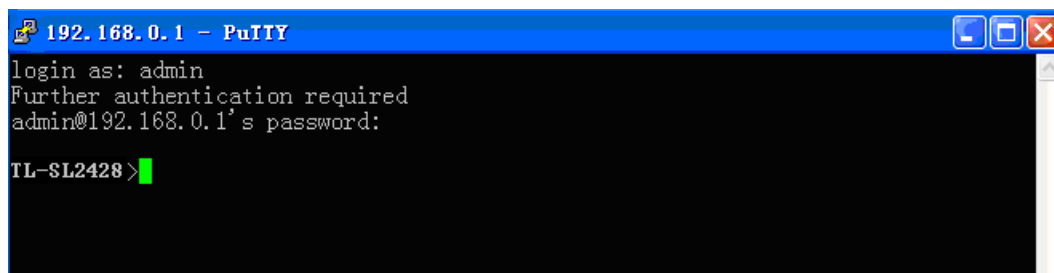 192.168.0.1 - PuTTY
login as: admin
Further authentication required
admin@192.168.0.1's password:
TL-SL2428>